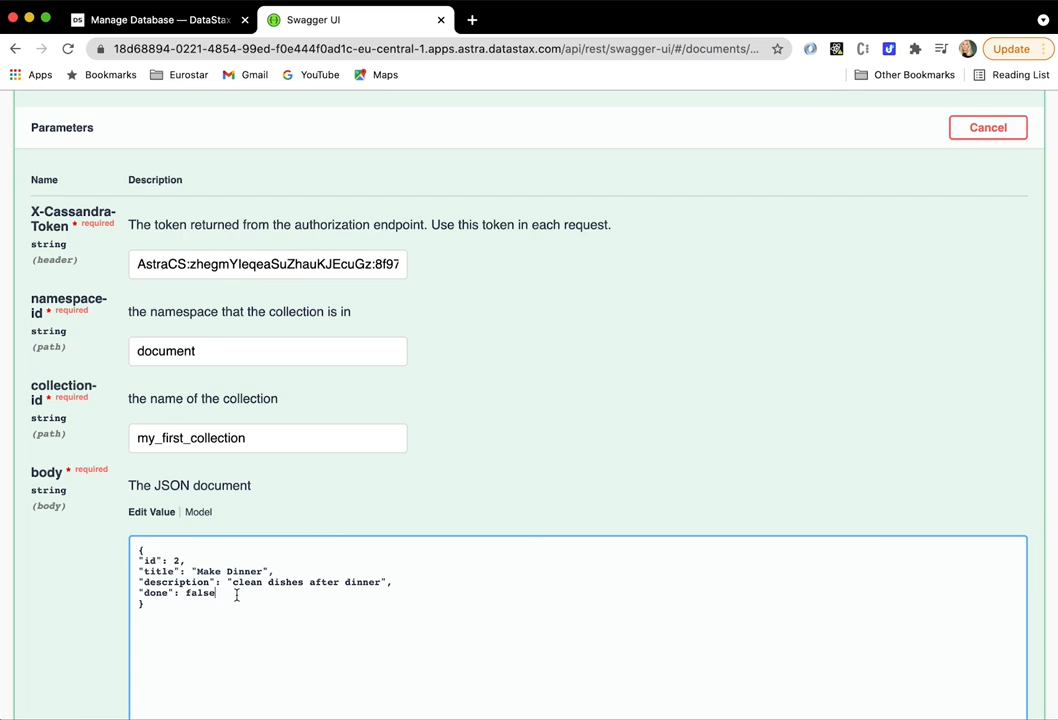 DS Manage Database — DataStax
Swagger UI
18d68894-0221-4854-99ed-f0e444f0ad1c-eu-central-1.apps.astra.datastax.com/api/rest/swagger-ui/#/documents/...
Update
Apps Bookmarks Eurostar Gmail YouTube Maps Other Bookmarks Reading List
Parameters
Cancel
Name Description
X-Cassandra-
Token * required
string
(header)
The token returned from the authorization endpoint. Use this token in each request.
AstraCS:zhegmYIeqeaSuZhauKJEcuGz:8f97
namespace-
id * required
string
(path)
the namespace that the collection is in
document
collection-
id * required
string
(path)
the name of the collection
my_first_collection
body * required
string
(body)
The JSON document
Edit Value | Model
{
"id": 2,
"title": "Make Dinner",
"description": "clean dishes after dinner",
"done": false
}